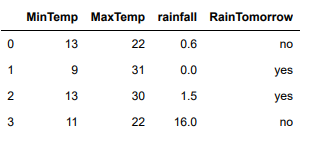 MinTemp MaxTemp rainfall RainTomorrow
0 13 22 0.6 no
1 9 31 0.0 yes
2 13 30 1.5 yes
3 11 22 16.0 no